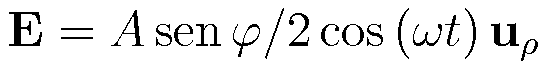 E = A sen φ/2 cos (ωt) u_ρ